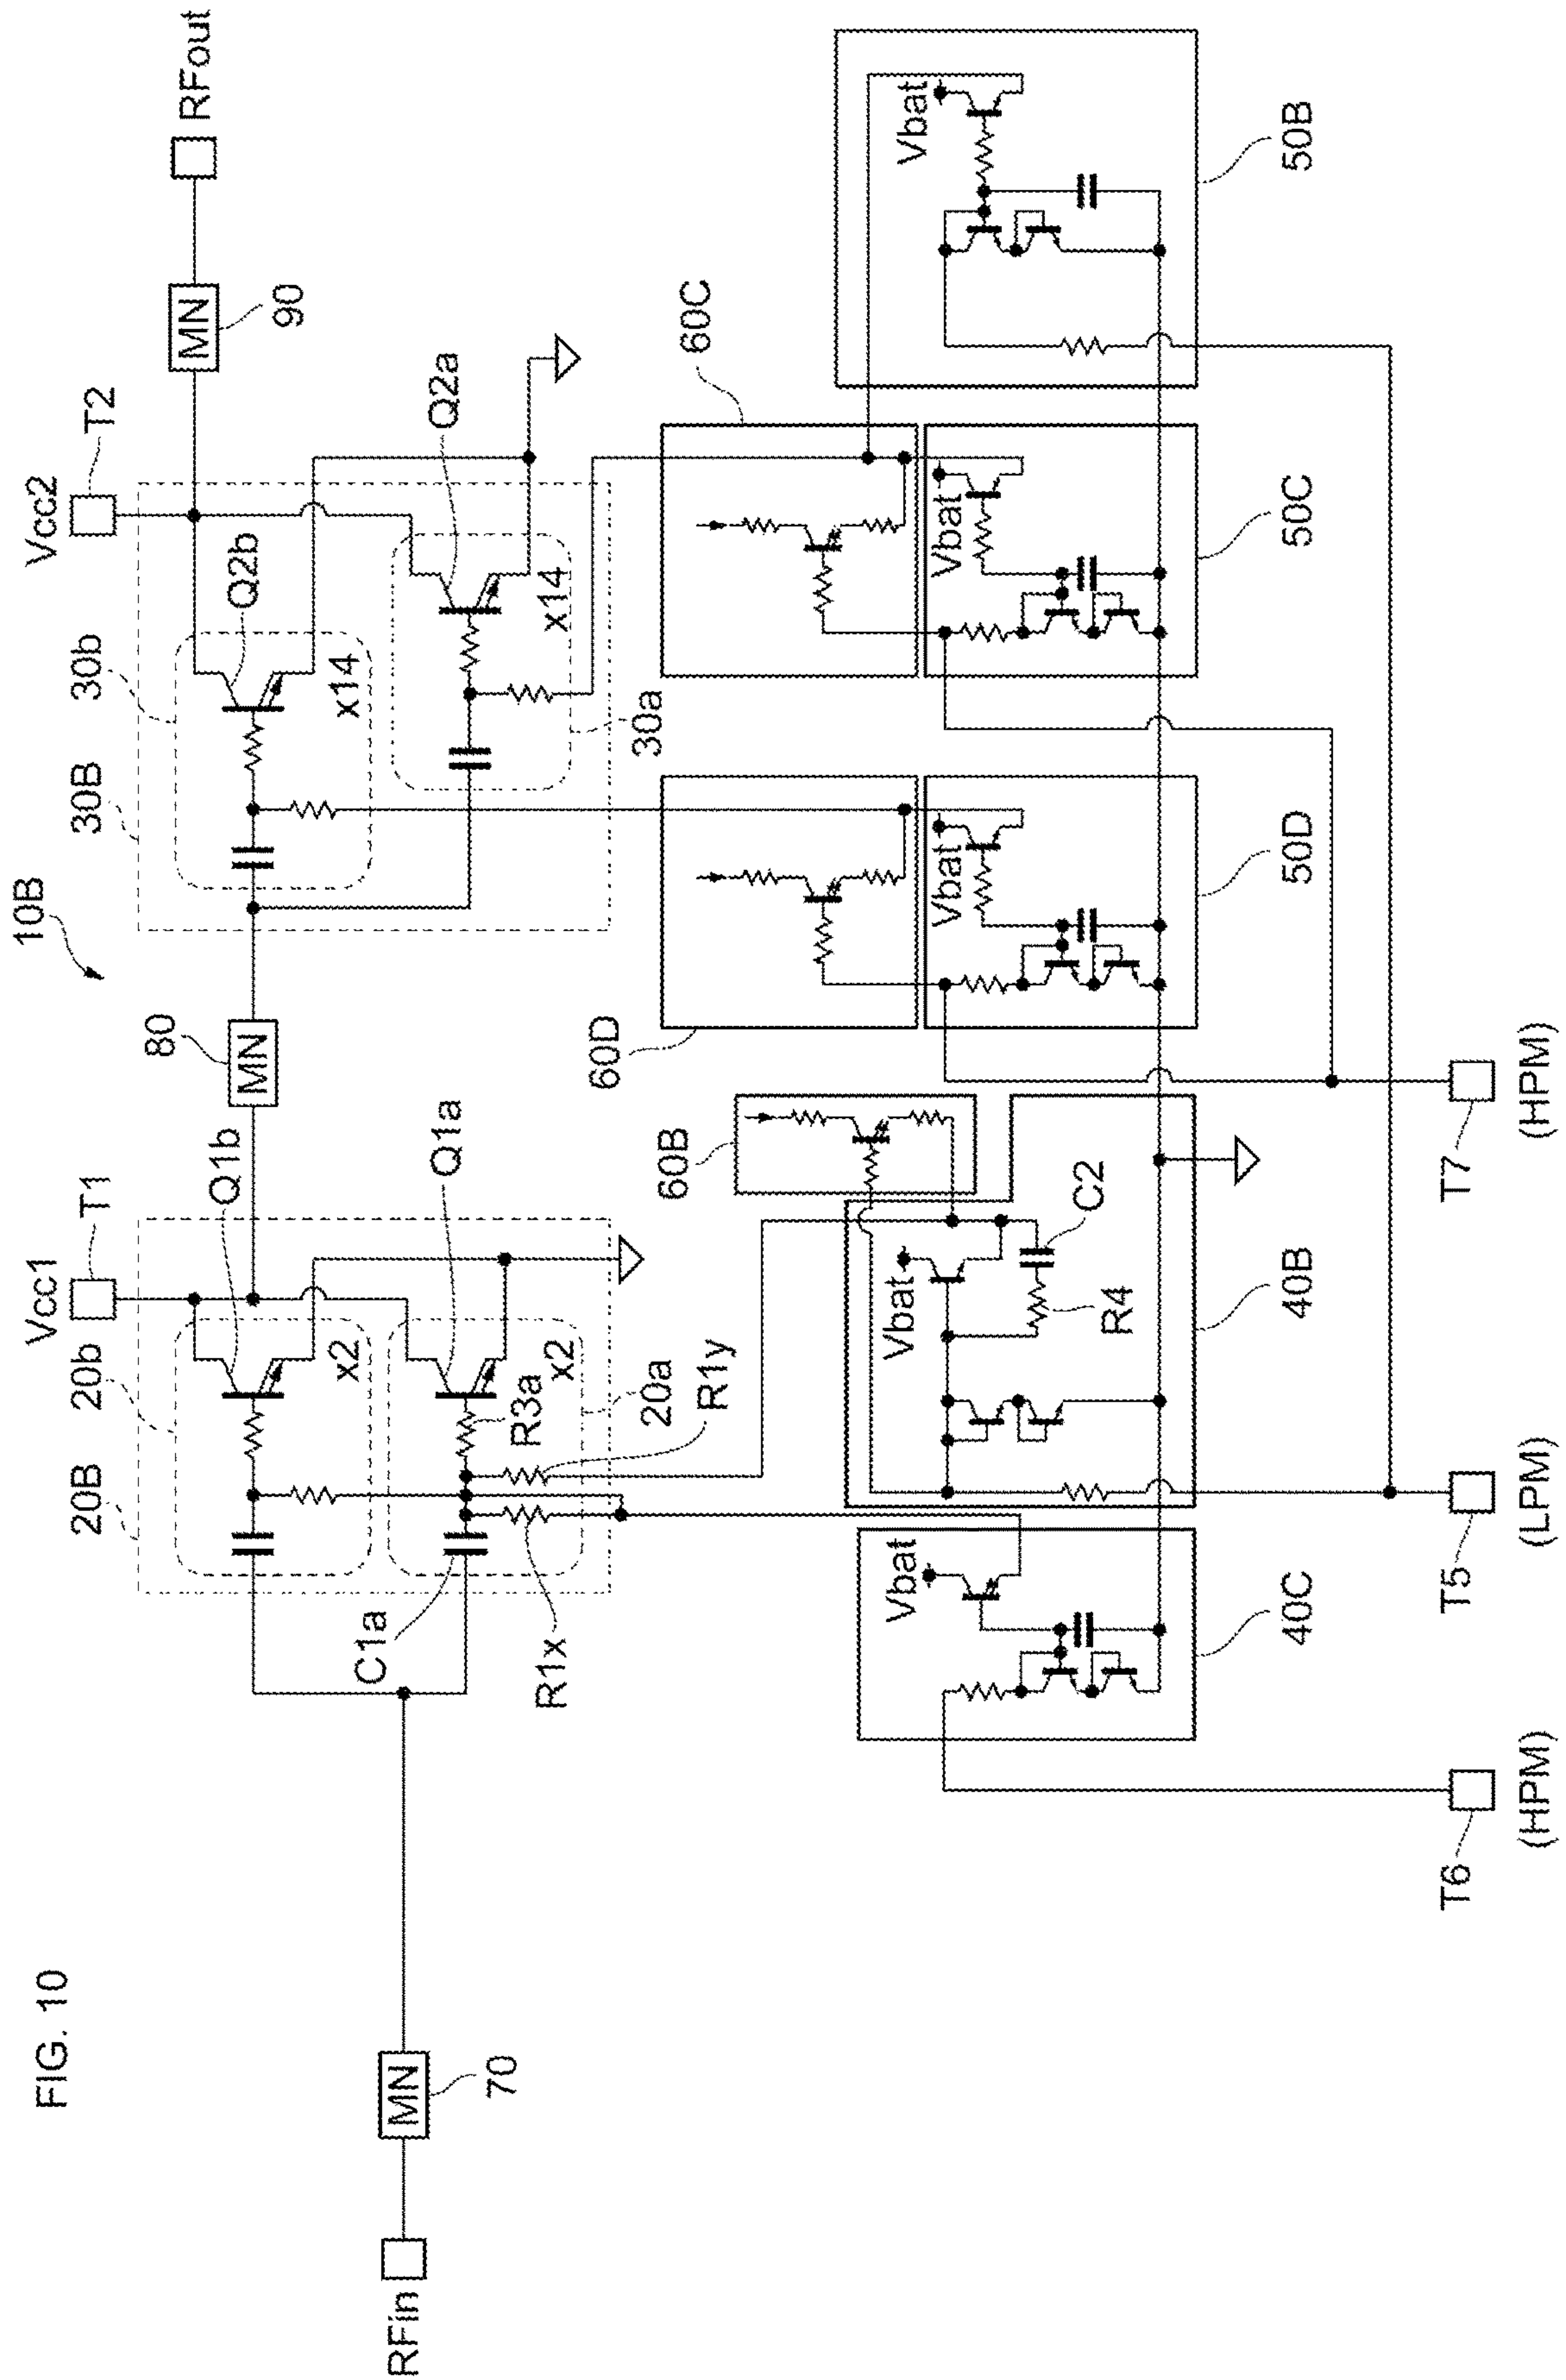 FIG. 10
10B
Vcc1
T1
Vcc2
T2
20B
20b
Q1b
x2
30B
30b
Q2b
x14
RFin
MN
70
C1a
R1x
R3a
Q1a
x2
20a
R1y
MN
80
Q2a
x14
30a
MN
90
RFout
60B
60D
60C
Vbat
40C
Vbat
C2
R4
40B
Vbat
50D
Vbat
50C
Vbat
50B
T6
(HPM)
T5
(LPM)
T7
(HPM)